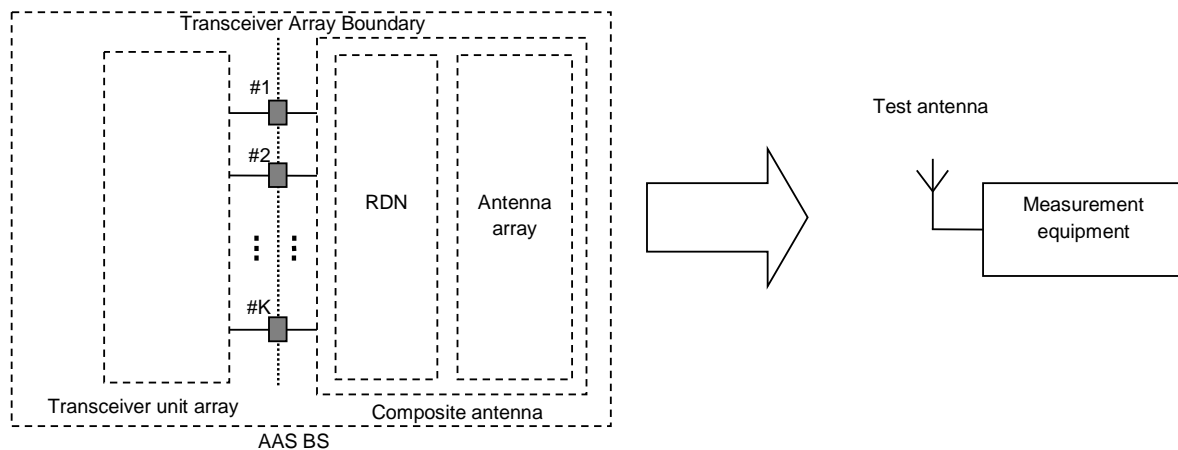 Transceiver Array Boundary
#1
#2
#K
RDN
Antenna
array
Transceiver unit array
Composite antenna
AAS BS
Test antenna
Measurement
equipment